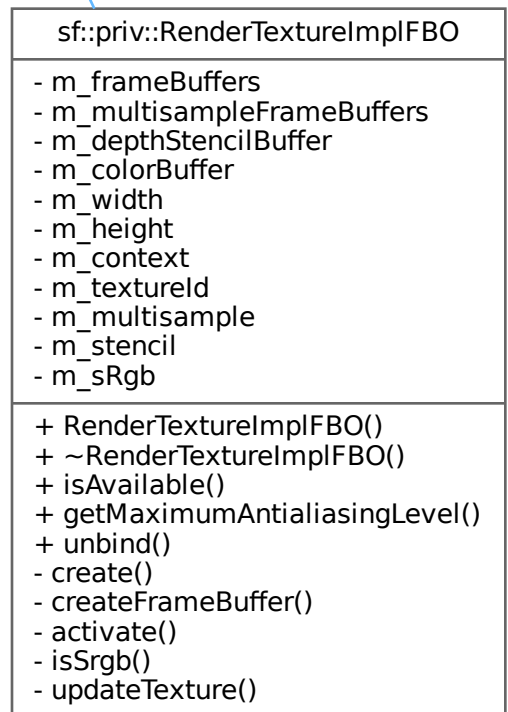 sf::priv::RenderTextureImplFBO
- m_frameBuffers
- m_multisampleFrameBuffers
- m_depthStencilBuffer
- m_colorBuffer
- m_width
- m_height
- m_context
- m_textureId
- m_multisample
- m_stencil
- m_sRgb
+ RenderTextureImplFBO()
+ ~RenderTextureImplFBO()
+ isAvailable()
+ getMaximumAntialiasingLevel()
+ unbind()
- create()
- createFrameBuffer()
- activate()
- isSrgb()
- updateTexture()